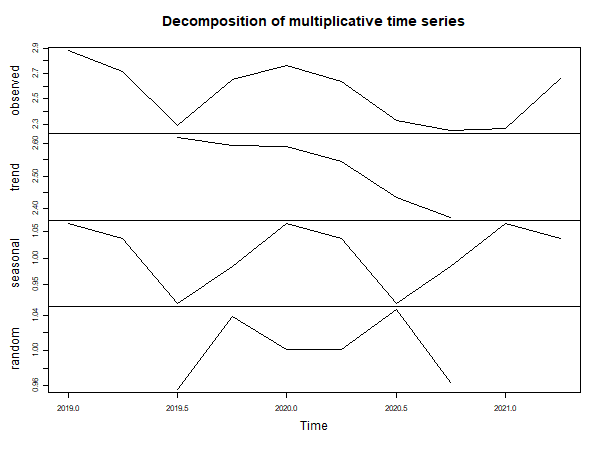 Decomposition of multiplicative time series
observed
2.9
2.7
2.5
2.3
trend
2.60
2.50
2.40
seasonal
1.05
1.00
0.95
random
1.04
1.00
0.96
2019.0 2019.5 2020.0 2020.5 2021.0
Time